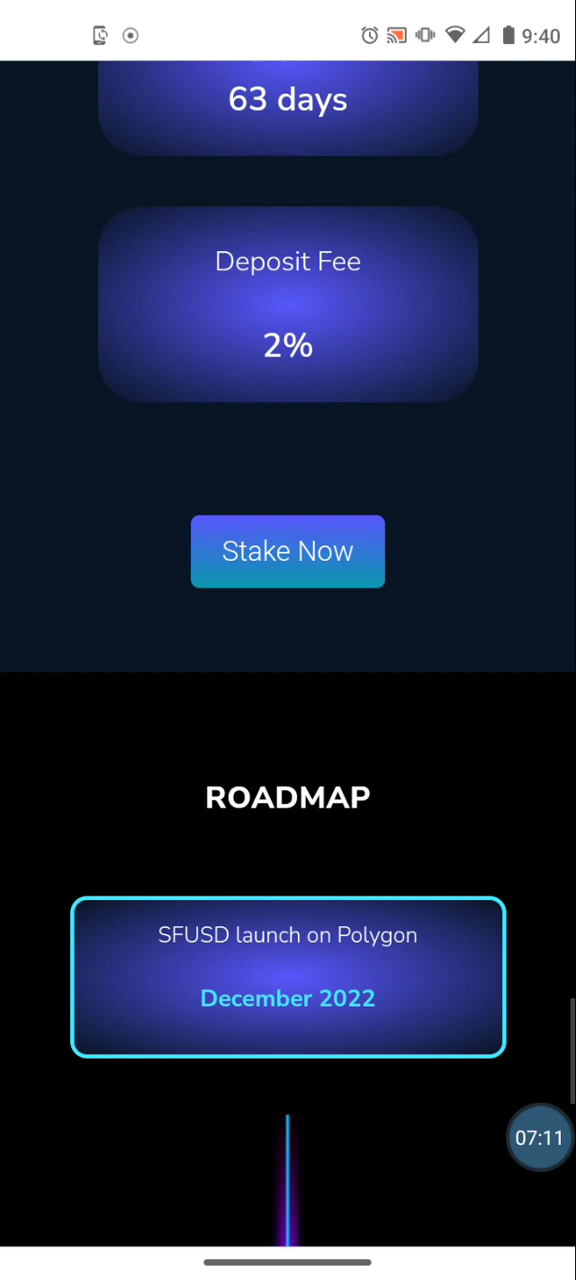 9:40
63 days
Deposit Fee
2%
Stake Now
ROADMAP
SFUSD launch on Polygon
December 2022
07:11